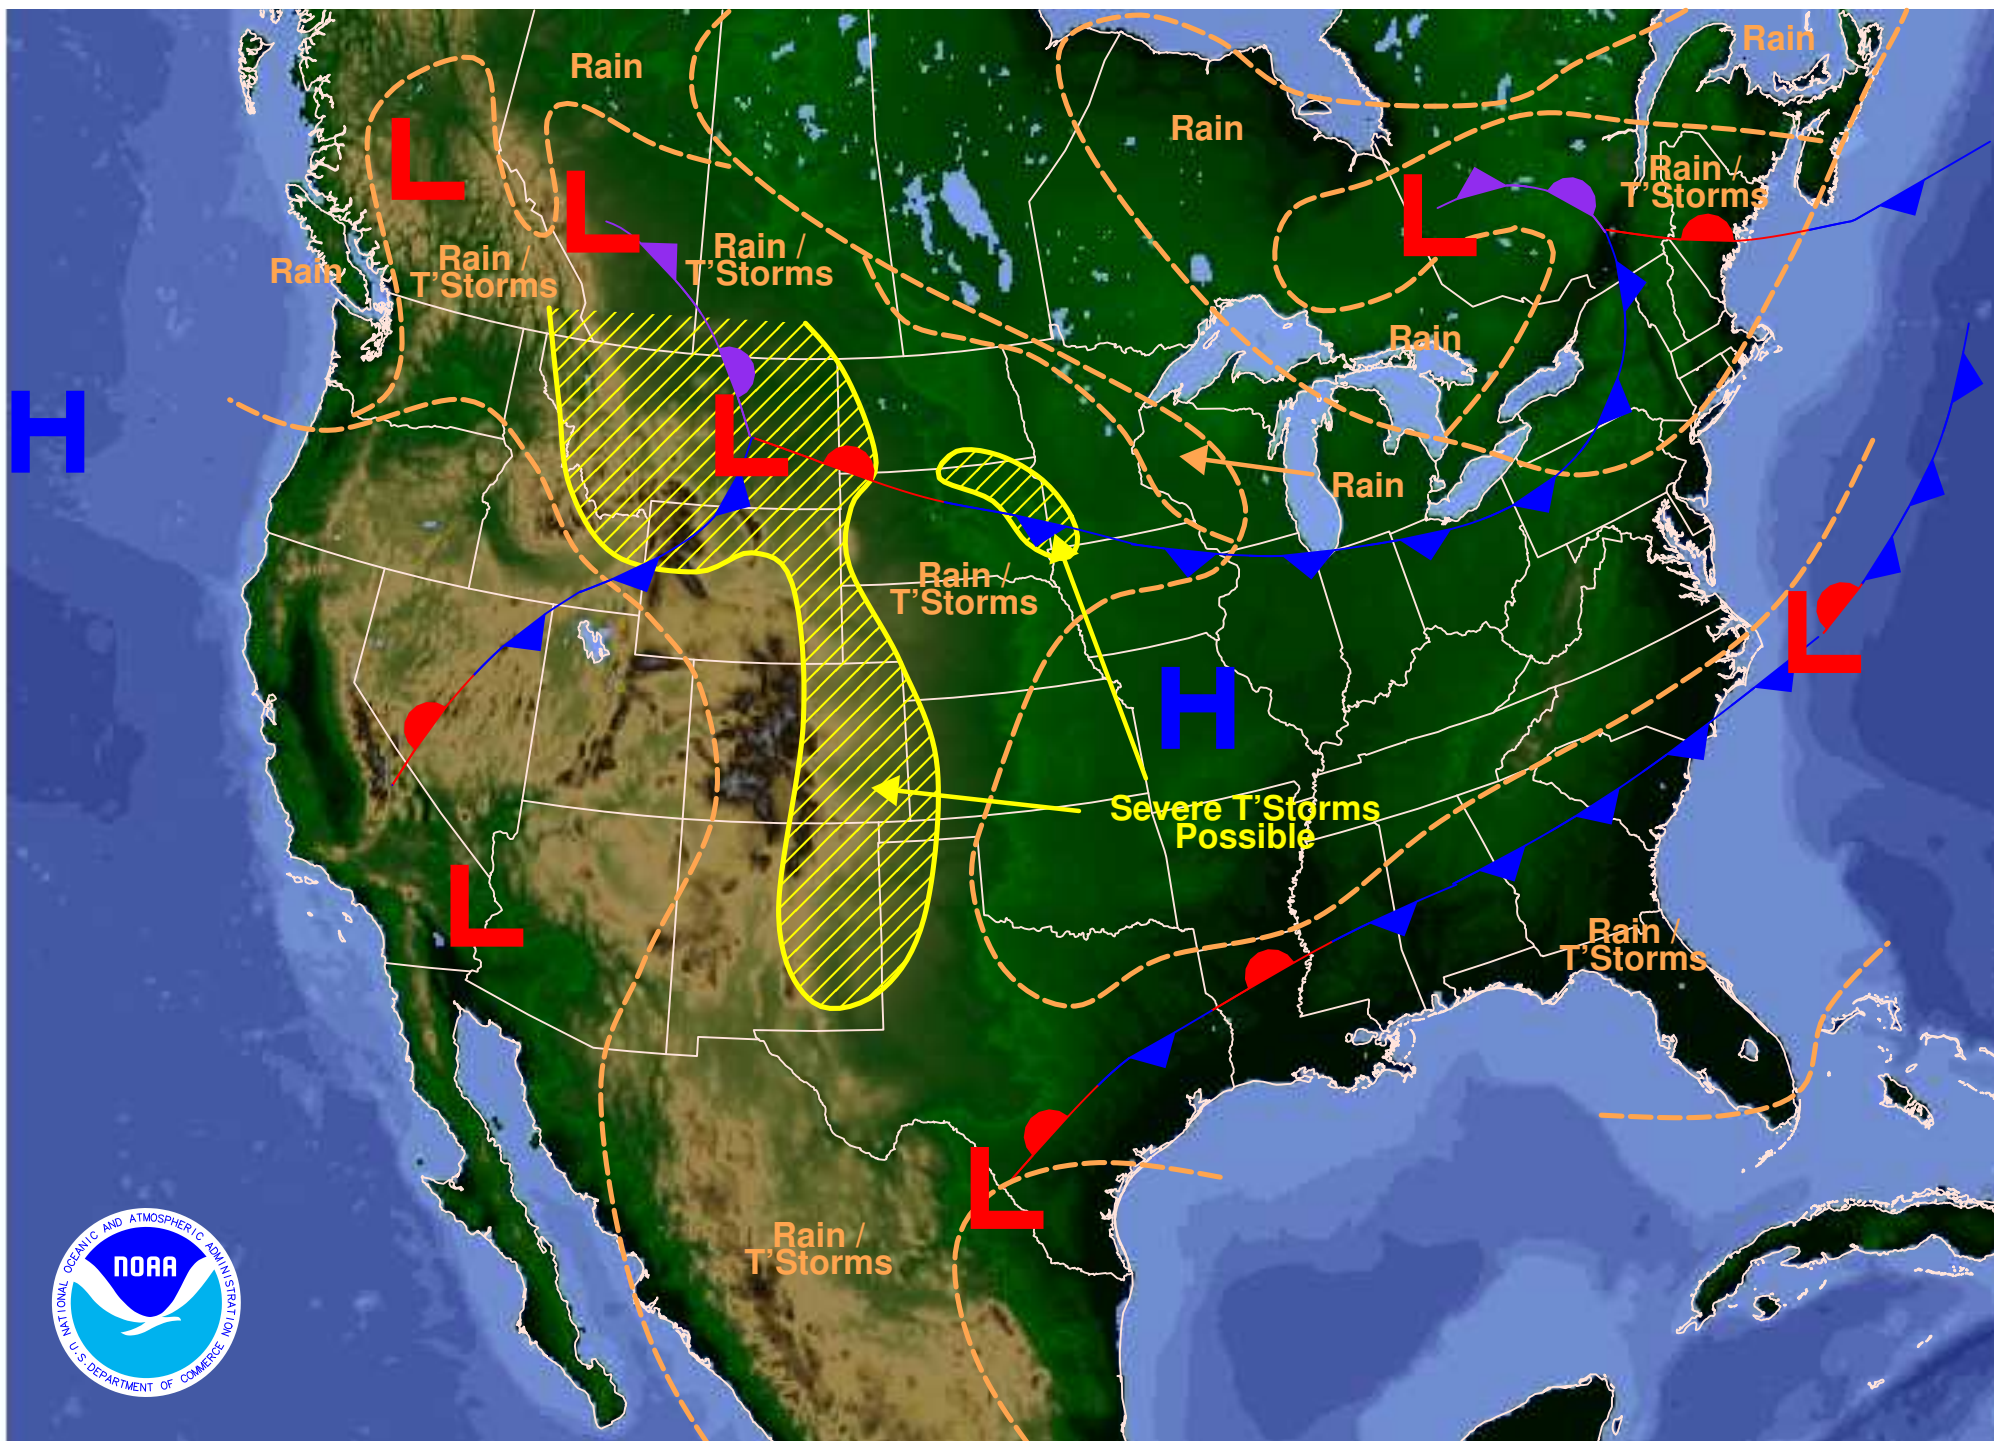 Rain
Rain
Rain
Rain /
T'Storms
Rain /
T'Storms
Rain /
T'Storms
Rain
L
L
L
Rain
H
L
Rain
Rain /
T'Storms
L
H
Severe T'Storms
Possible
L
Rain /
T'Storms
L
Rain /
T'Storms
NATIONAL OCEANIC AND ATMOSPHERIC ADMINISTRATION
NOAA
U.S. DEPARTMENT OF COMMERCE